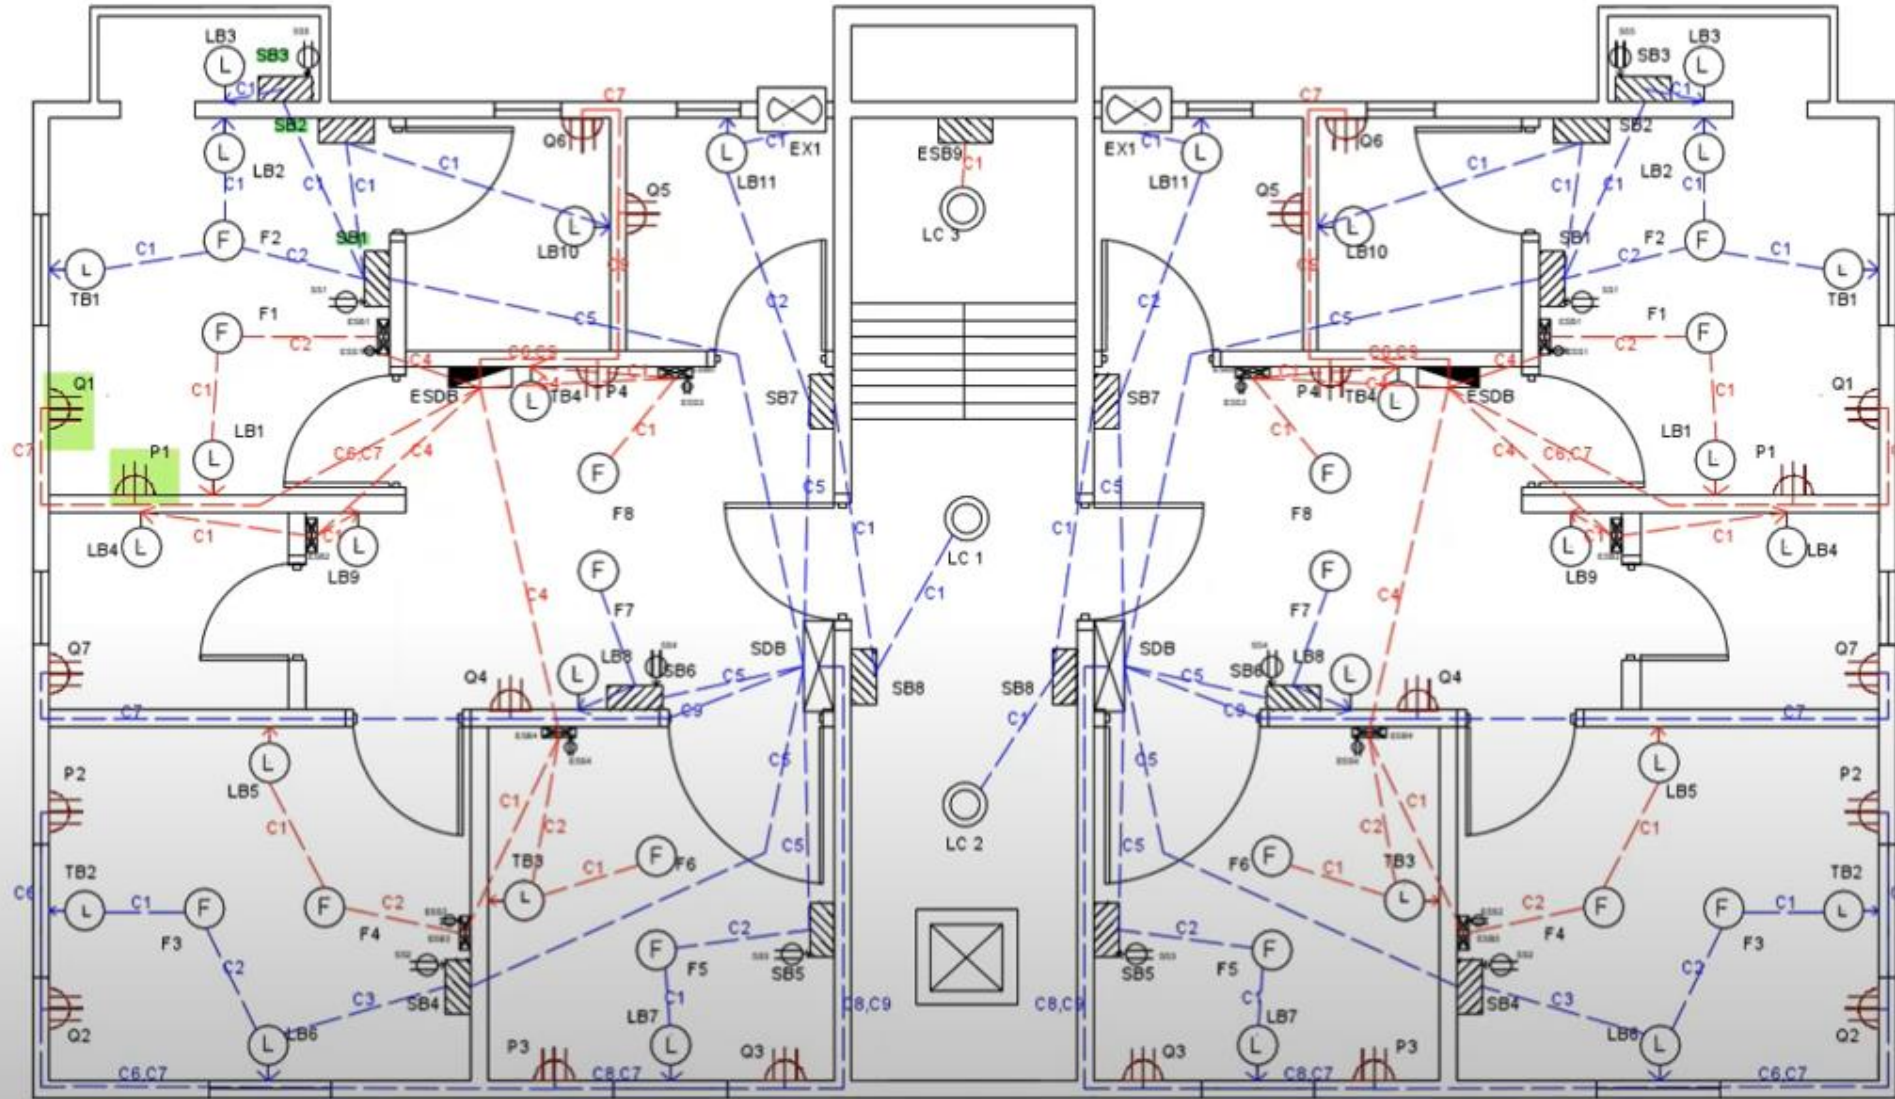 LB3
SB3
LB3
SB3
C1
C1
C7
C7
SB2
SB2
Q6
EX1
ESB9
EX1
Q6
LB2
C1
C1
C1
C1
C1
C1
LB2
C1
C1
C1
LB11
LB11
C1
C1
C1
Q5
Q5
LC 3
F2
SB1
LB10
LB10
SB1
F2
C1
C2
C2
C1
TB1
TB1
C2
C2
F1
C5
C5
F1
C2
C4
C4
C2
Q1
C1
ESDB
TB4
P4
SB7
SB7
P4
TB4
ESDB
C1
Q1
LB1
C1
C1
LB1
C7
P1
C6,C7
C4
C4
C6,C7
P1
C5
C5
F8
F8
LB4
C1
C1
LB9
C1
LC 1
C1
LB9
C1
C1
LB4
C4
F7
C1
F7
C4
Q7
SDB
SDB
Q7
Q4
LB8
SB6
C5
SB8
SB8
C5
SB6
LB8
Q4
C7
C9
C1
C9
C7
P2
LB5
C5
C5
LB5
P2
C1
C1
C2
C2
C1
C1
LC 2
TB2
TB3
C1
F6
C5
C5
F6
C1
TB3
TB2
C6
C1
C2
C2
C1
F3
F4
C2
C2
F4
F3
C2
F5
SB5
SB5
F5
C2
C3
SB4
C1
C8,C9
C8,C9
C1
SB4
C3
Q2
LB6
LB7
LB7
LB6
Q2
P3
Q3
Q3
P3
C6,C7
C8,C7
C8,C7
C6,C7